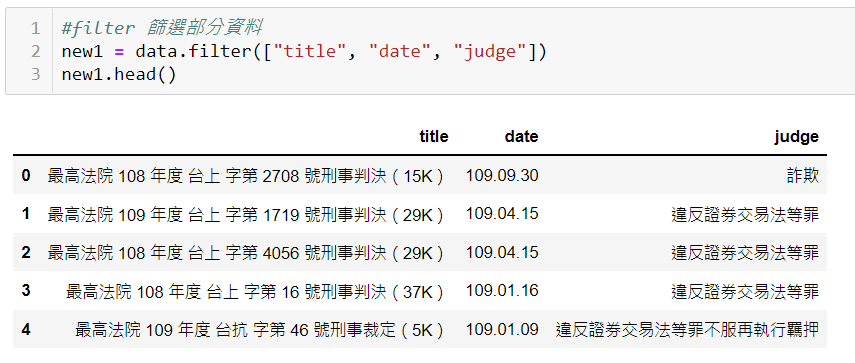 1 #filter 篩選部分資料
2 new1 = data.filter(["title", "date", "judge"])
3 new1.head()
title date judge
0 最高法院 108 年度 台上 字第 2708 號刑事判決 ( 15K ) 109.09.30 詐欺
1 最高法院 109 年度 台上 字第 1719 號刑事判決 ( 29K ) 109.04.15 違反證券交易法等罪
2 最高法院 108 年度 台上 字第 4056 號刑事判決 ( 29K ) 109.04.15 違反證券交易法等罪
3 最高法院 108 年度 台上 字第 16 號刑事判決 ( 37K ) 109.01.16 違反證券交易法等罪
4 最高法院 109 年度 台抗 字第 46 號刑事裁定 ( 5K ) 109.01.09 違反證券交易法等罪不服再執行羈押